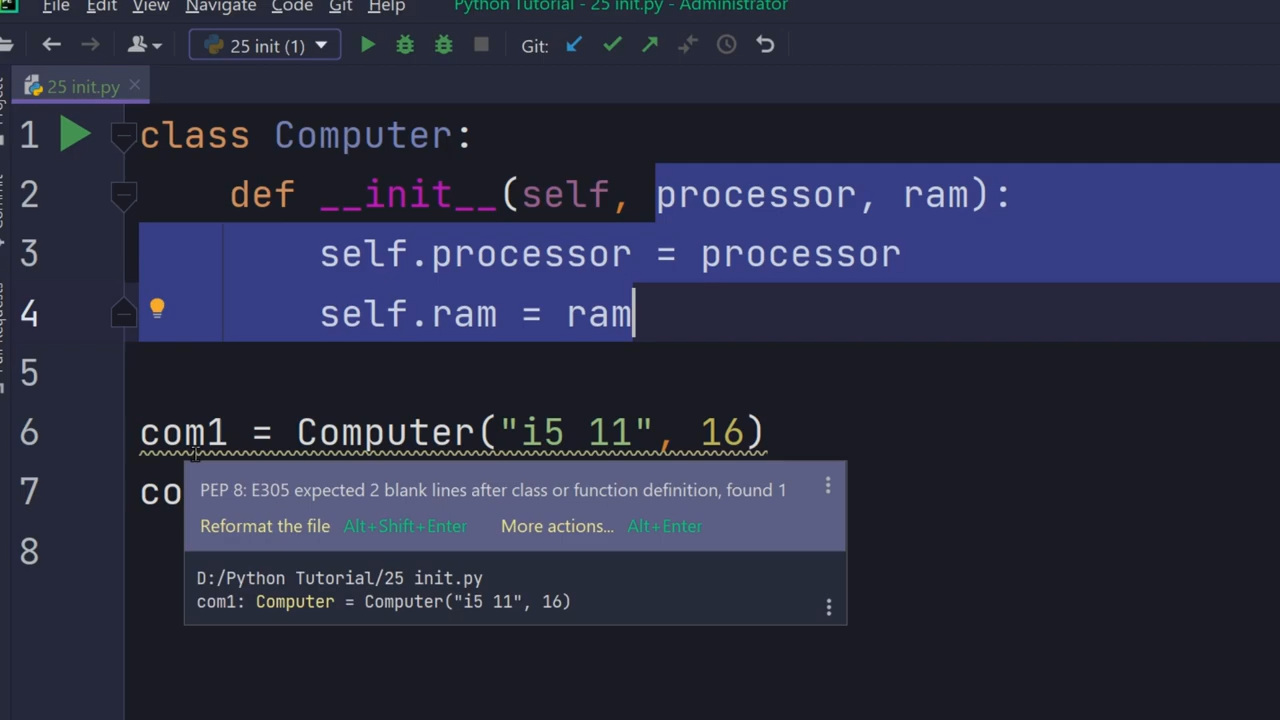 File Edit View Navigate Code Git Help Python Tutorial - 25 init.py - Administrator
25 init (1) Git:
25 init.py
Project
Commit
Pull Requests
1 class Computer:
2 def __init__(self, processor, ram):
3 self.processor = processor
4 self.ram = ram
5
6 com1 = Computer("i5 11", 16)
7 co
PEP 8: E305 expected 2 blank lines after class or function definition, found 1
Reformat the file Alt+Shift+Enter More actions... Alt+Enter
8
D:/Python Tutorial/25 init.py
com1: Computer = Computer("i5 11", 16)